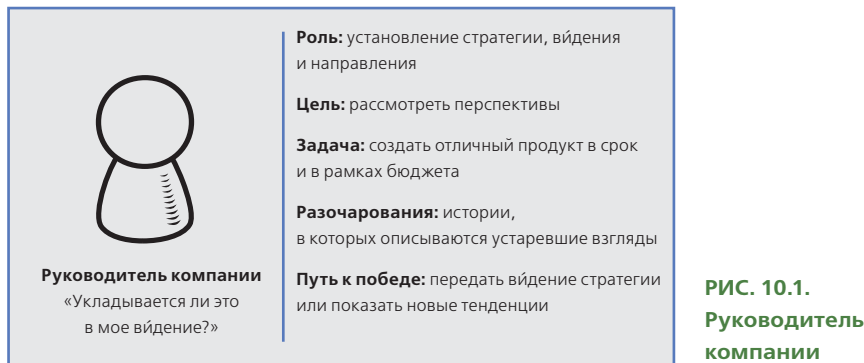 Руководитель компании
«Укладывается ли это
в мое ви́дение?»
Роль: установление стратегии, ви́дения
и направления
Цель: рассмотреть перспективы
Задача: создать отличный продукт в срок
и в рамках бюджета
Разочарования: истории,
в которых описываются устаревшие взгляды
Путь к победе: передать ви́дение стратегии
или показать новые тенденции
РИС. 10.1.
Руководитель
компании